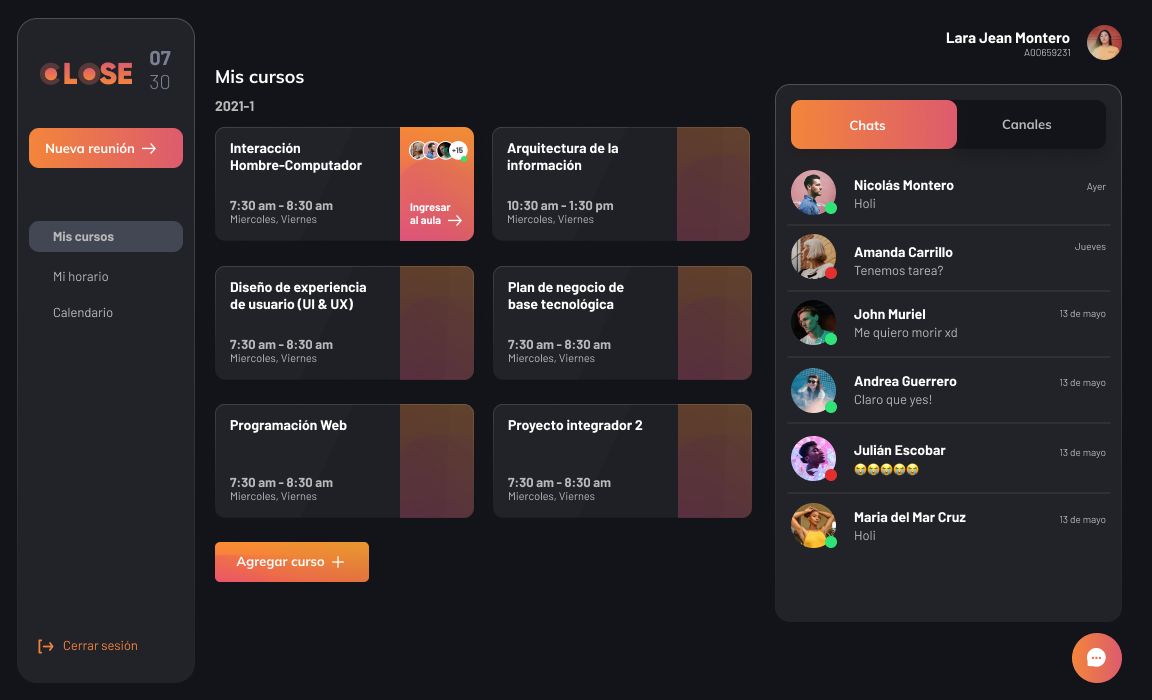 CLOSE
07
30
Nueva reunión
Mis cursos
Mi horario
Calendario
Cerrar sesión
Mis cursos
2021-1
Interacción
Hombre-Computador
7:30 am - 8:30 am
Miercoles, Viernes
+15
Ingresar
al aula
Arquitectura de la
información
10:30 am - 1:30 pm
Miercoles, Viernes
Diseño de experiencia
de usuario (UI & UX)
7:30 am - 8:30 am
Miercoles, Viernes
Plan de negocio de
base tecnológica
7:30 am - 8:30 am
Miercoles, Viernes
Programación Web
7:30 am - 8:30 am
Miercoles, Viernes
Proyecto integrador 2
7:30 am - 8:30 am
Miercoles, Viernes
Agregar curso
Lara Jean Montero
A00659231
Chats
Canales
Nicolás Montero
Ayer
Holi
Amanda Carrillo
Jueves
Tenemos tarea?
John Muriel
13 de mayo
Me quiero morir xd
Andrea Guerrero
13 de mayo
Claro que yes!
Julián Escobar
13 de mayo
😭😭😭😭😭
Maria del Mar Cruz
13 de mayo
Holi